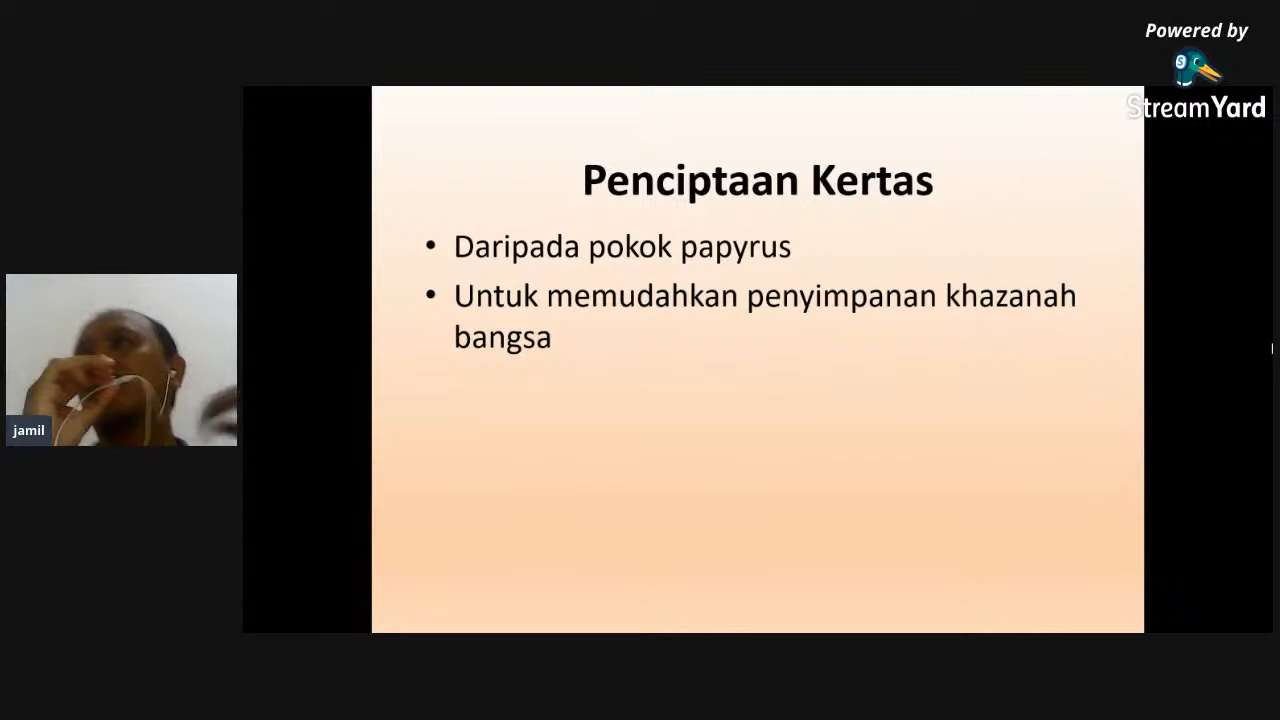 Powered by
StreamYard
Penciptaan Kertas
• Daripada pokok papyrus
• Untuk memudahkan penyimpanan khazanah
bangsa
jamil